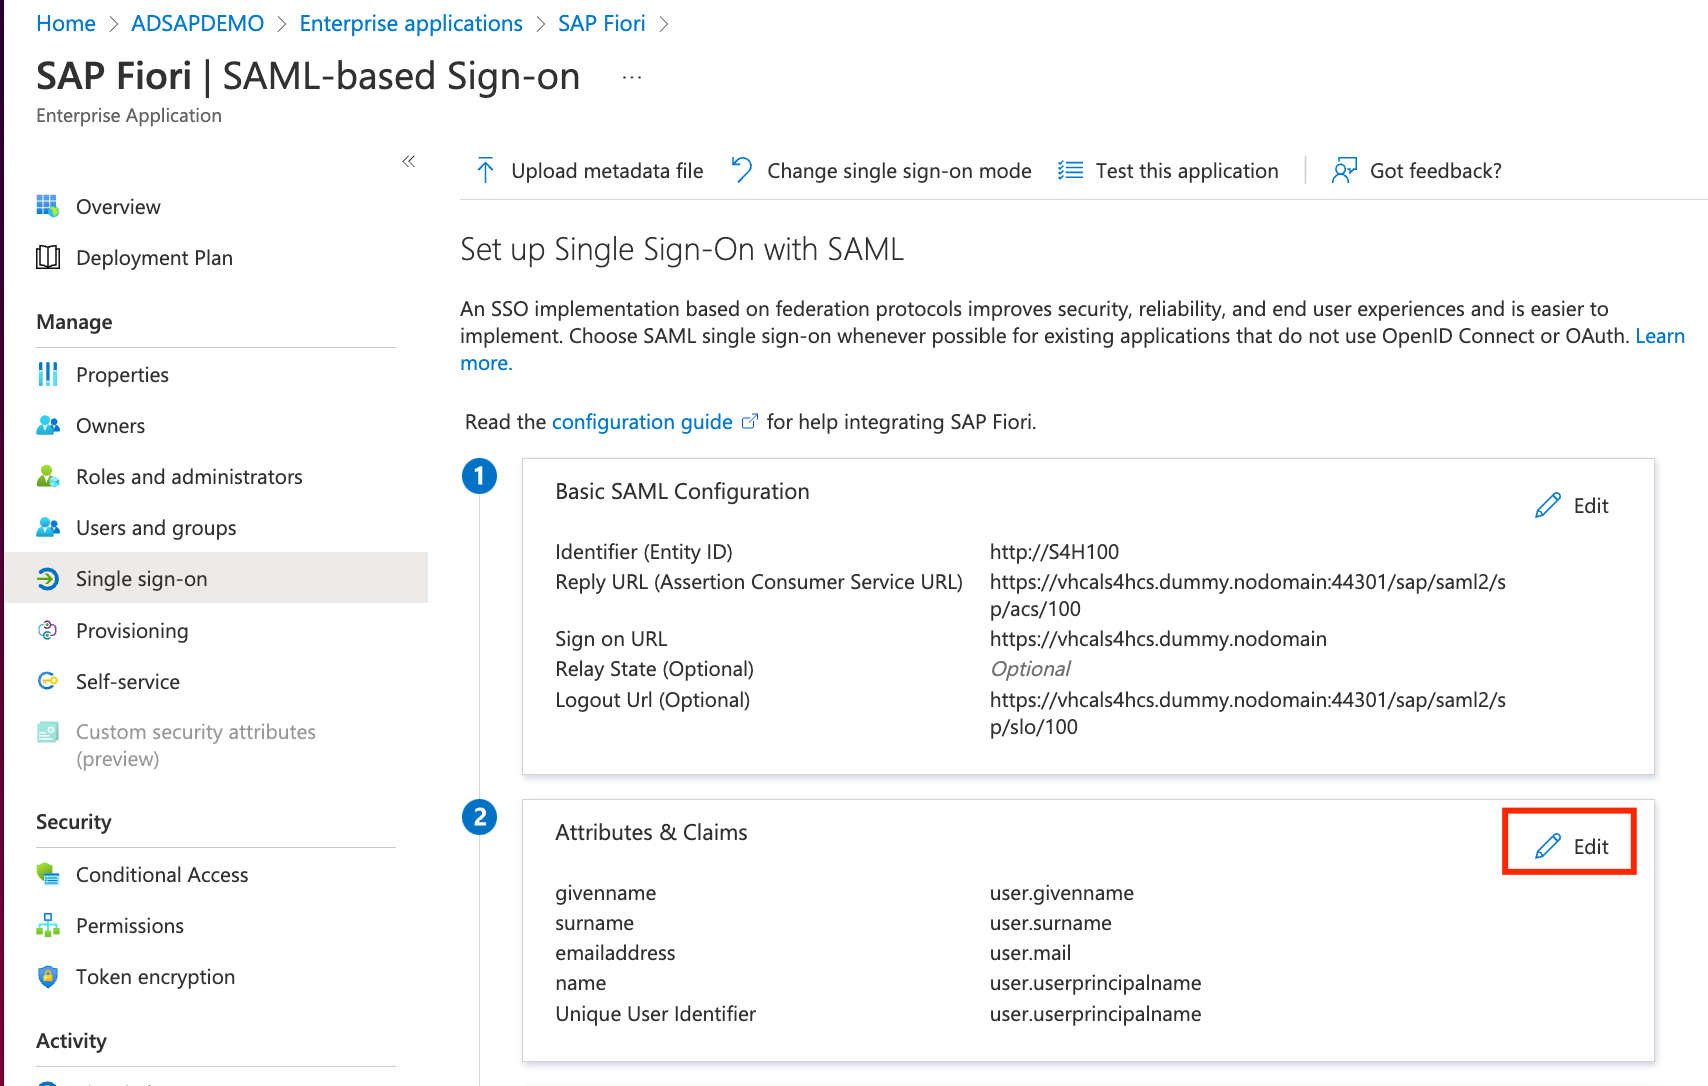 Home > ADSAPDEMO > Enterprise applications > SAP Fiori >
SAP Fiori | SAML-based Sign-on ...
Enterprise Application
«
Overview
Deployment Plan
Manage
Properties
Owners
Roles and administrators
Users and groups
Single sign-on
Provisioning
Self-service
Custom security attributes
(preview)
Security
Conditional Access
Permissions
Token encryption
Activity
Upload metadata file Change single sign-on mode Test this application | Got feedback?
Set up Single Sign-On with SAML
An SSO implementation based on federation protocols improves security, reliability, and end user experiences and is easier to
implement. Choose SAML single sign-on whenever possible for existing applications that do not use OpenID Connect or OAuth. Learn
more.
Read the configuration guide for help integrating SAP Fiori.
1
Basic SAML Configuration
Edit
Identifier (Entity ID) http://S4H100
Reply URL (Assertion Consumer Service URL) https://vhcals4hcs.dummy.nodomain:44301/sap/saml2/s
p/acs/100
Sign on URL https://vhcals4hcs.dummy.nodomain
Relay State (Optional) Optional
Logout Url (Optional) https://vhcals4hcs.dummy.nodomain:44301/sap/saml2/s
p/slo/100
2
Attributes & Claims
Edit
givenname user.givenname
surname user.surname
emailaddress user.mail
name user.userprincipalname
Unique User Identifier user.userprincipalname